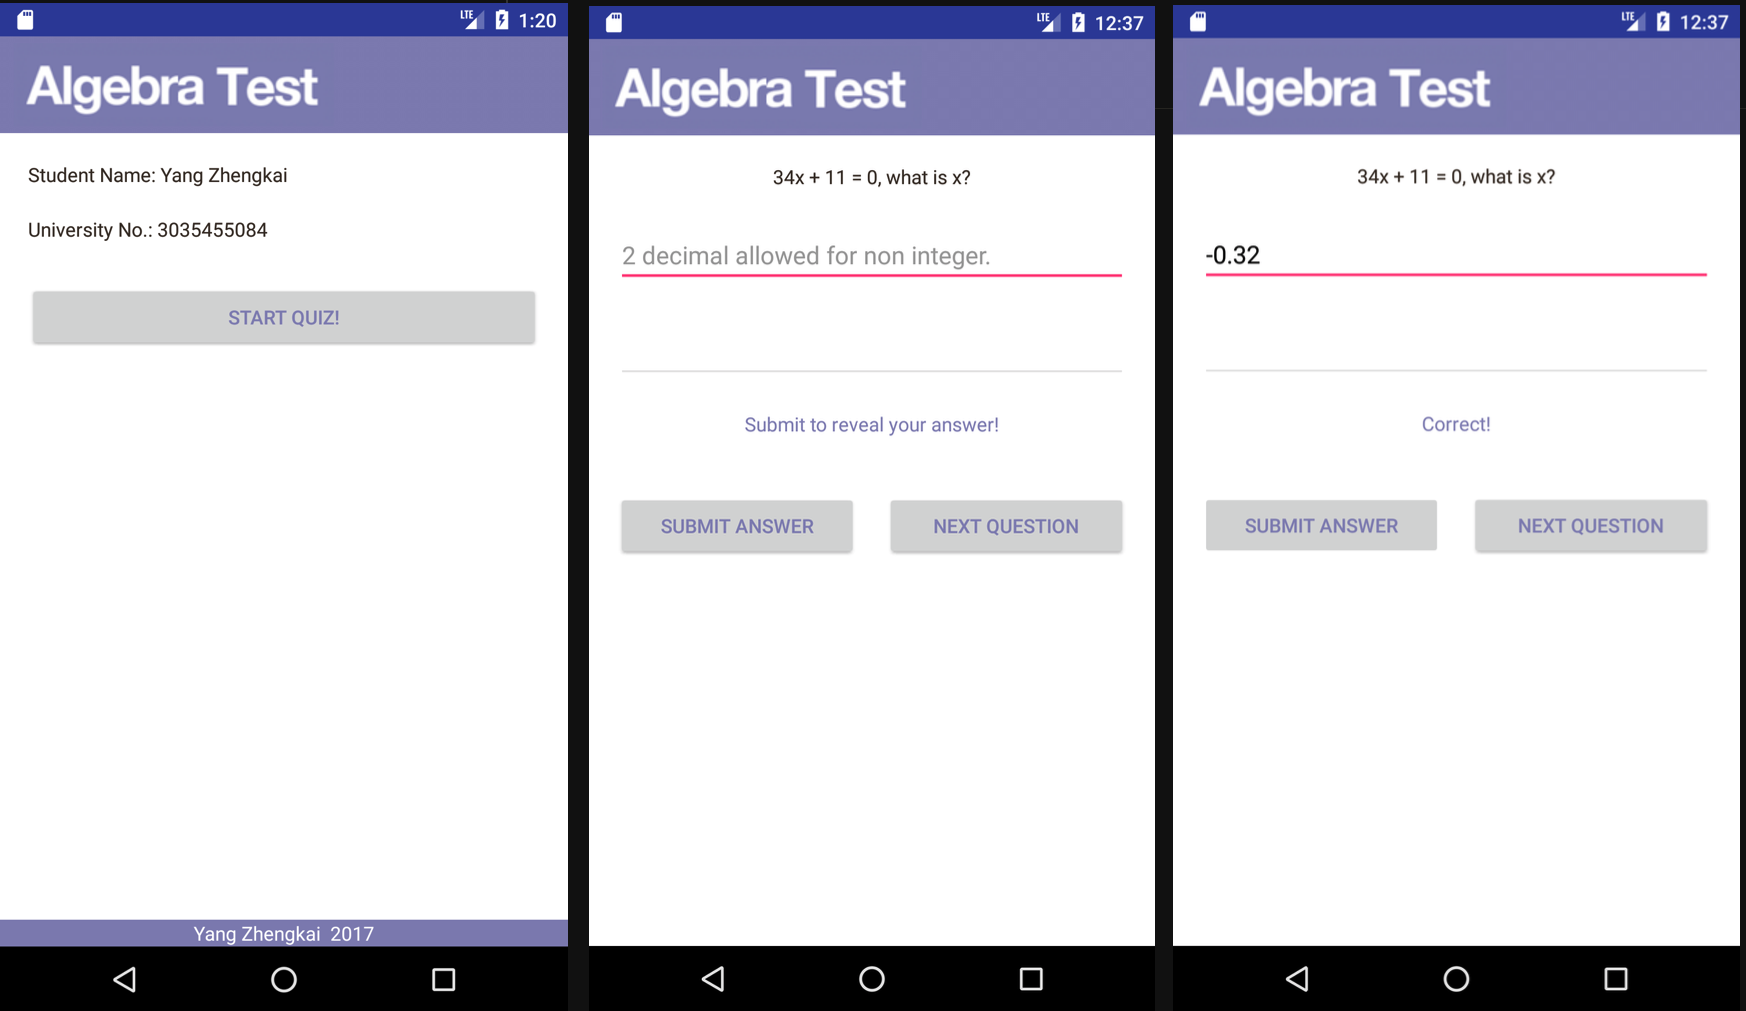 LTE 1:20
Algebra Test
Student Name: Yang Zhengkai
University No.: 3035455084
START QUIZ!
Yang Zhengkai 2017
LTE 12:37
Algebra Test
34x + 11 = 0, what is x?
2 decimal allowed for non integer.
Submit to reveal your answer!
SUBMIT ANSWER NEXT QUESTION
LTE 12:37
Algebra Test
34x + 11 = 0, what is x?
-0.32
Correct!
SUBMIT ANSWER NEXT QUESTION